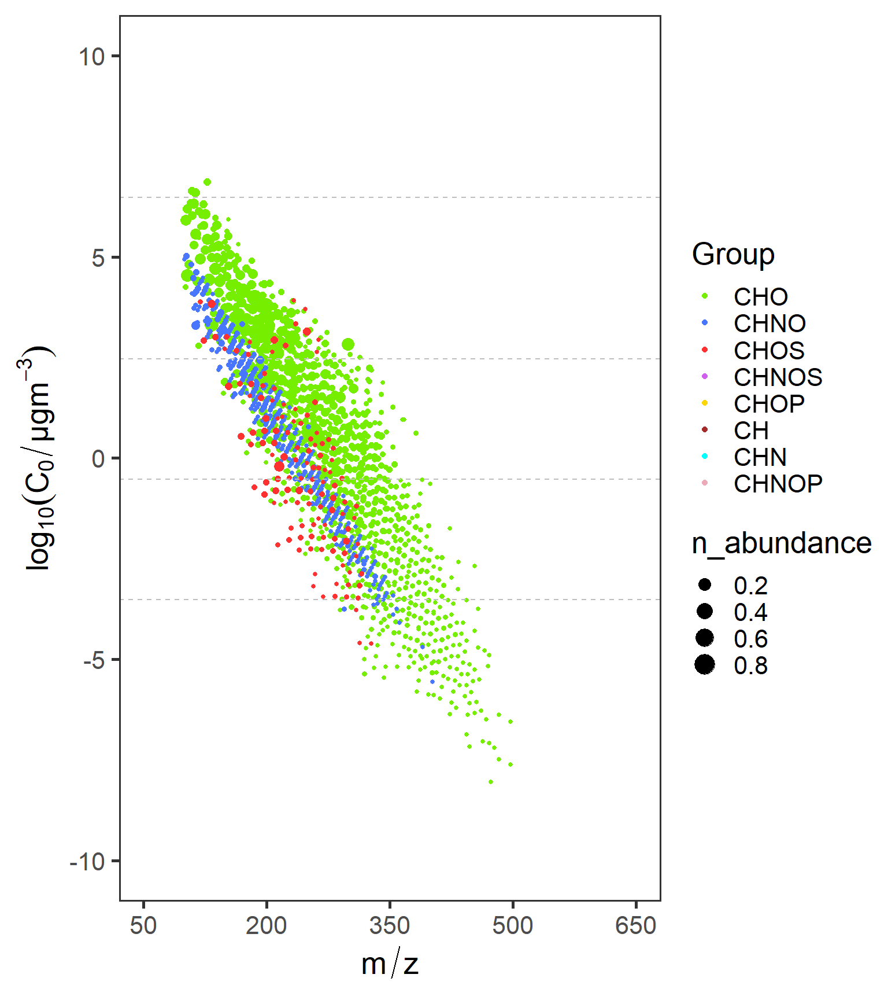 10
5
0
-5
-10
log10(C0/µgm−3)
50 200 350 500 650
m/z
Group
CHO
CHNO
CHOS
CHNOS
CHOP
CH
CHN
CHNOP
n_abundance
0.2
0.4
0.6
0.8